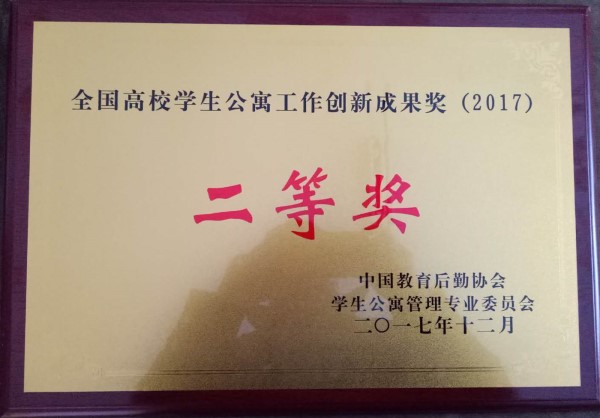 全国高校学生公寓工作创新成果奖（2017）
二等奖
中国教育后勤协会
学生公寓管理专业委员会
二〇一七年十二月